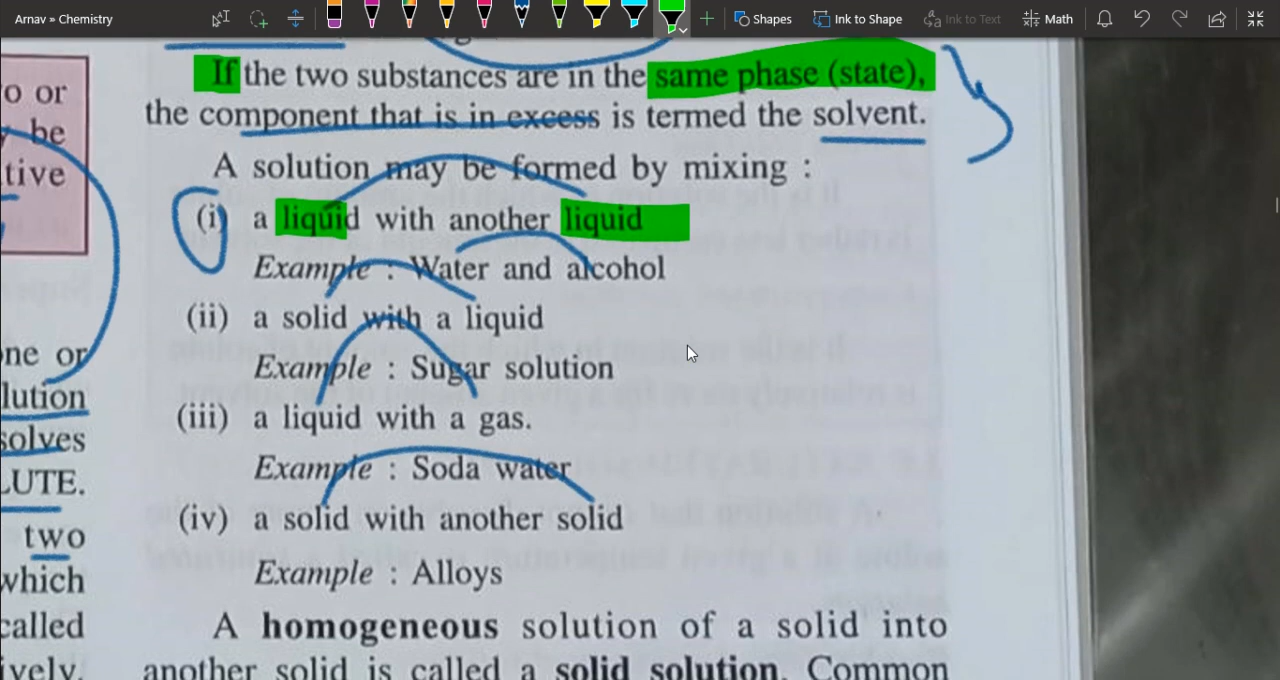 Arnav » Chemistry
Shapes
Ink to Shape
Ink to Text
Math
o or
be
tive
ne or
lution
solves
LUTE.
two
which
called
ively.
If the two substances are in the same phase (state),
the component that is in excess is termed the solvent.
A solution may be formed by mixing :
(i) a liquid with another liquid
Example : Water and alcohol
(ii) a solid with a liquid
Example : Sugar solution
(iii) a liquid with a gas.
Example : Soda water
(iv) a solid with another solid
Example : Alloys
A homogeneous solution of a solid into
another solid is called a solid solution. Common